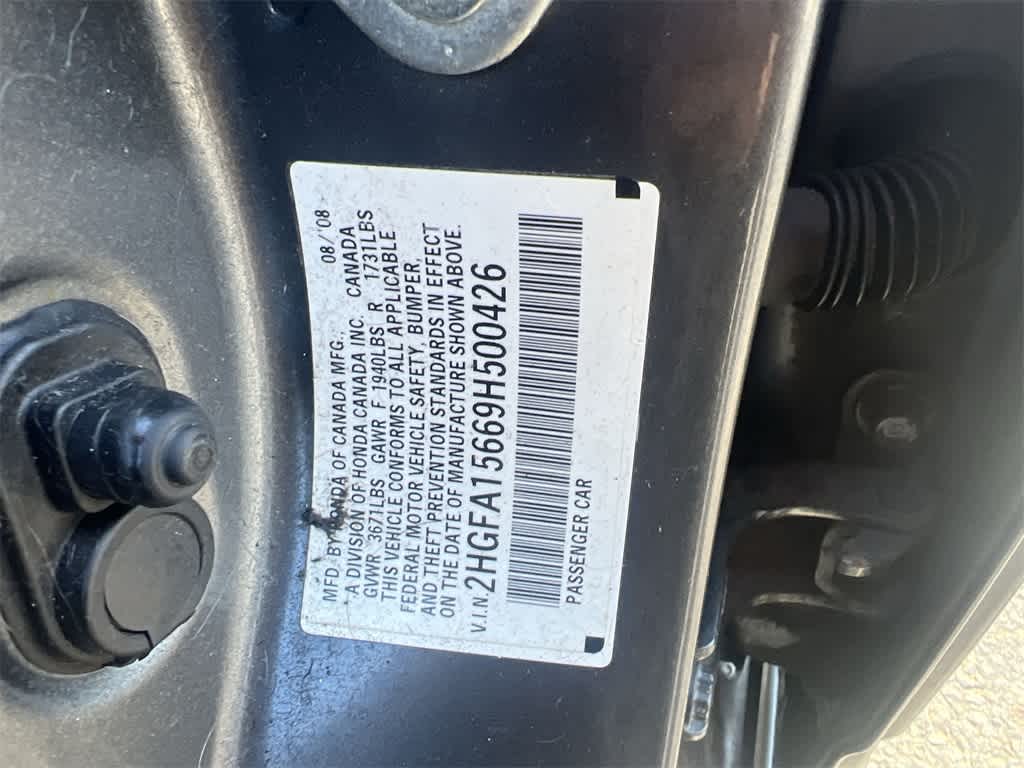 MFD. BY HONDA OF CANADA MFG. 08/'08
A DIVISION OF HONDA CANADA INC. CANADA
GVWR 3671LBS GAWR F 1940LBS R 1731LBS
THIS VEHICLE CONFORMS TO ALL APPLICABLE
FEDERAL MOTOR VEHICLE SAFETY, BUMPER,
AND THEFT PREVENTION STANDARDS IN EFFECT
ON THE DATE OF MANUFACTURE SHOWN ABOVE.
V.I.N. 2HGFA15669H500426
PASSENGER CAR